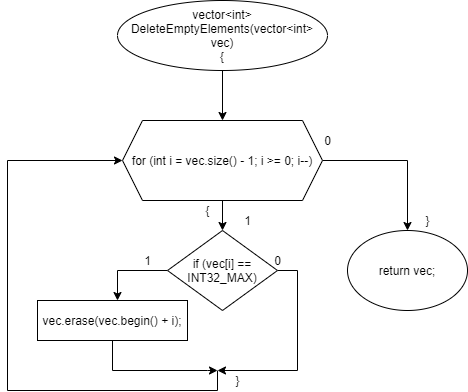 vector<int>
DeleteEmptyElements(vector<int>
vec)
{
for (int i = vec.size() - 1; i >= 0; i--)
0
{
1
}
if (vec[i] ==
INT32_MAX)
1
0
return vec;
vec.erase(vec.begin() + i);
}